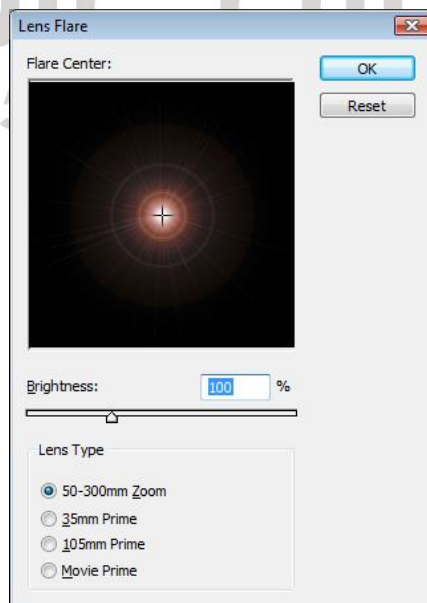 Lens Flare
Flare Center:
OK
Reset
Brightness:
100 %
Lens Type
50-300mm Zoom
35mm Prime
105mm Prime
Movie Prime